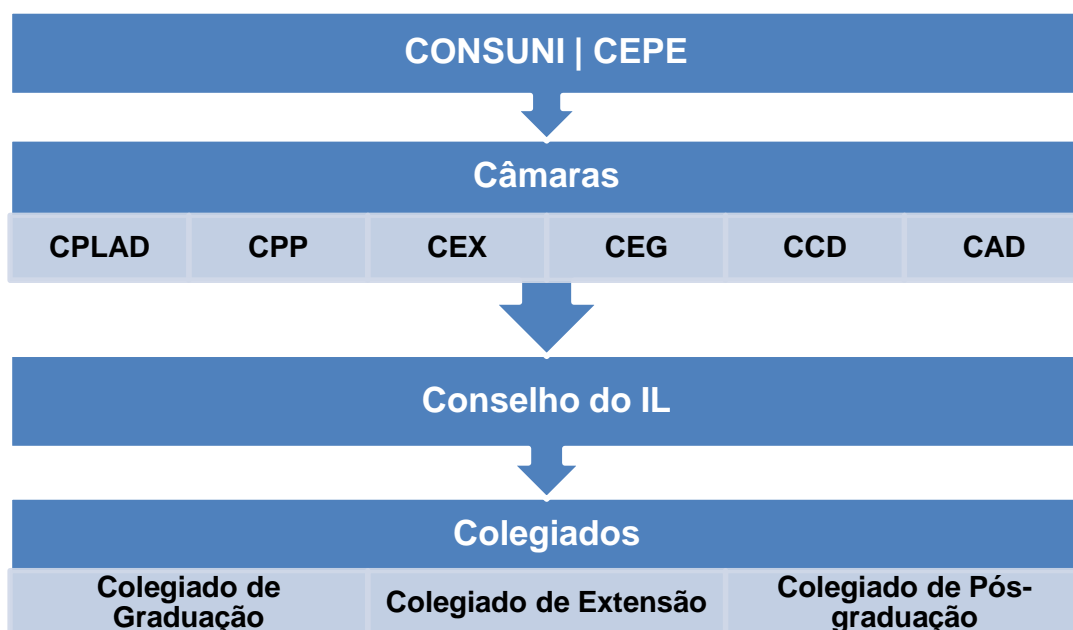 CONSUNI | CEPE
Câmaras
CPLAD CPP CEX CEG CCD CAD
Conselho do IL
Colegiados
Colegiado de
Graduação
Colegiado de Extensão
Colegiado de Pós-
graduação